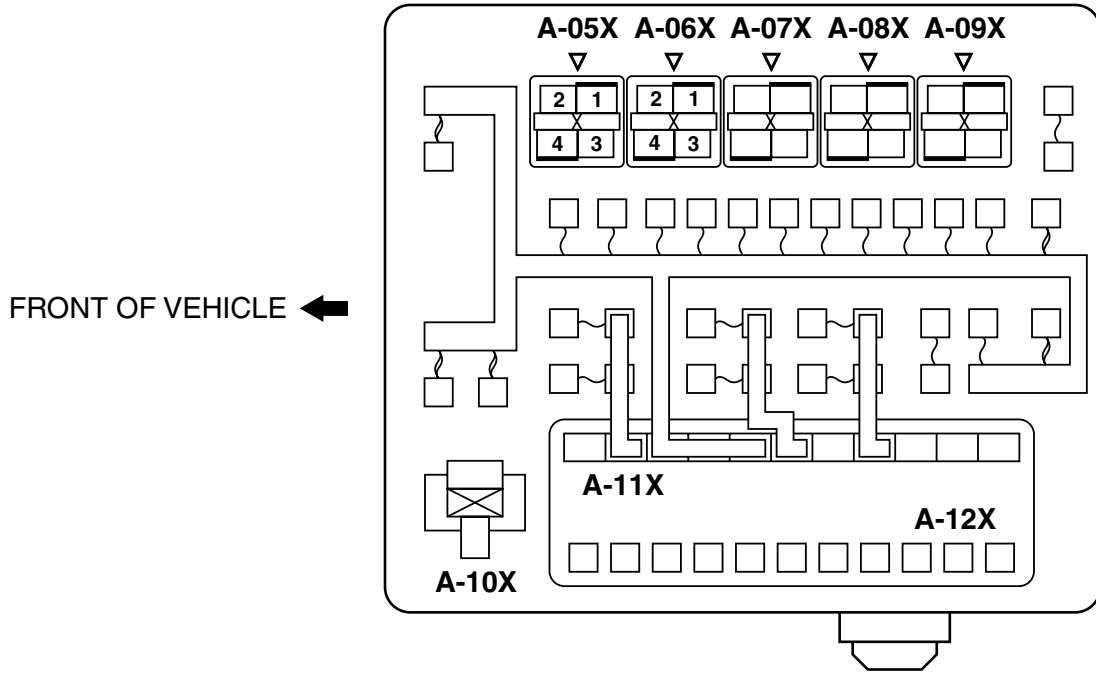 A-05X A-06X A-07X A-08X A-09X
2 1 2 1
4 3 4 3
FRONT OF VEHICLE
A-11X
A-12X
A-10X